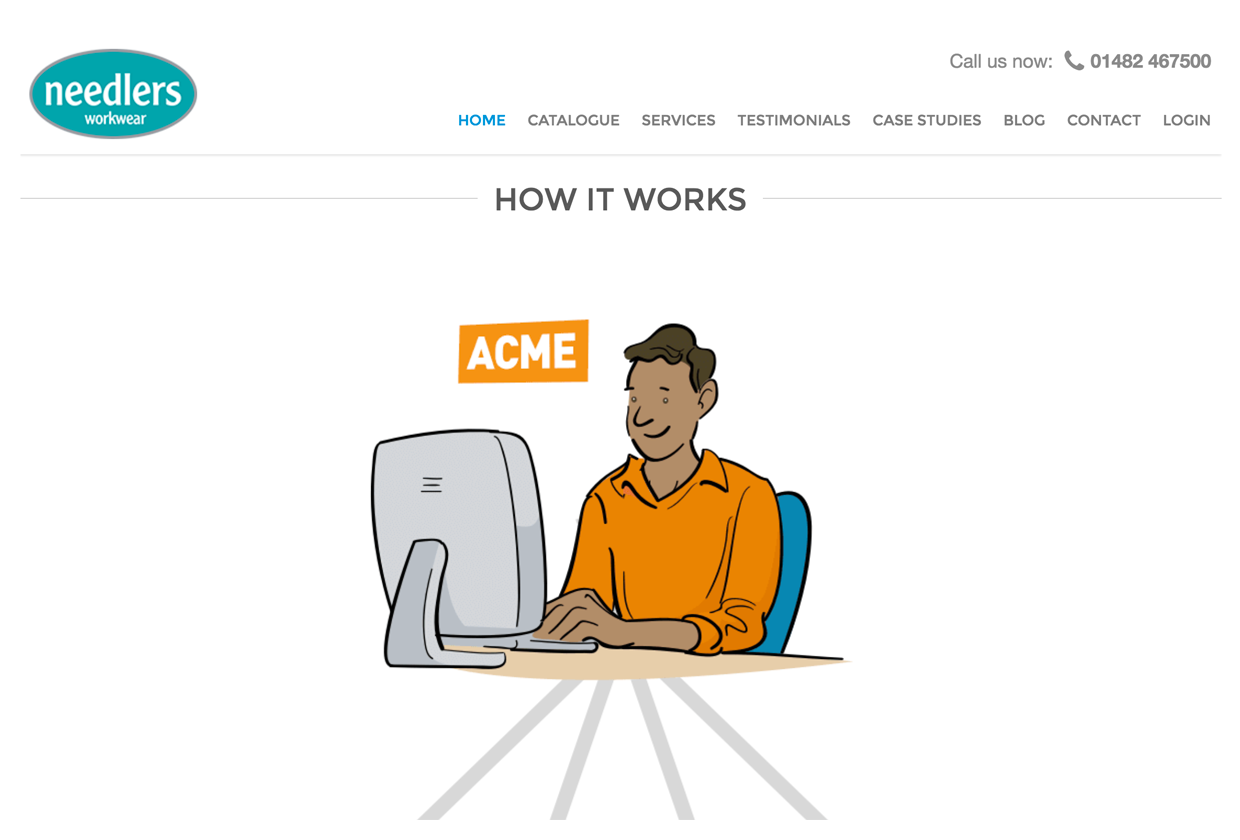 Call us now: 01482 467500
needlers
workwear
HOME CATALOGUE SERVICES TESTIMONIALS CASE STUDIES BLOG CONTACT LOGIN
HOW IT WORKS
ACME